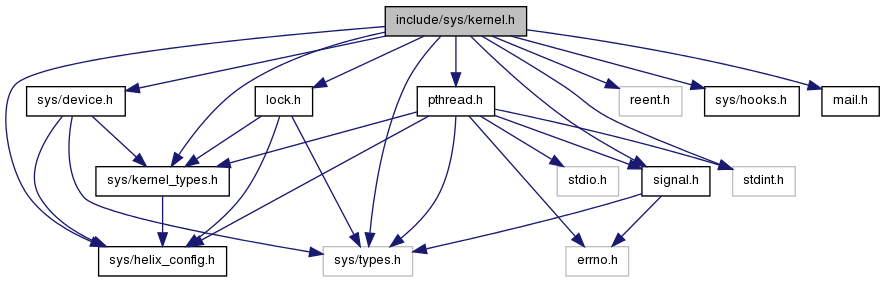 include/sys/kernel.h
sys/device.h
lock.h
pthread.h
reent.h
sys/hooks.h
mail.h
sys/kernel_types.h
stdio.h
signal.h
stdint.h
sys/helix_config.h
sys/types.h
errno.h